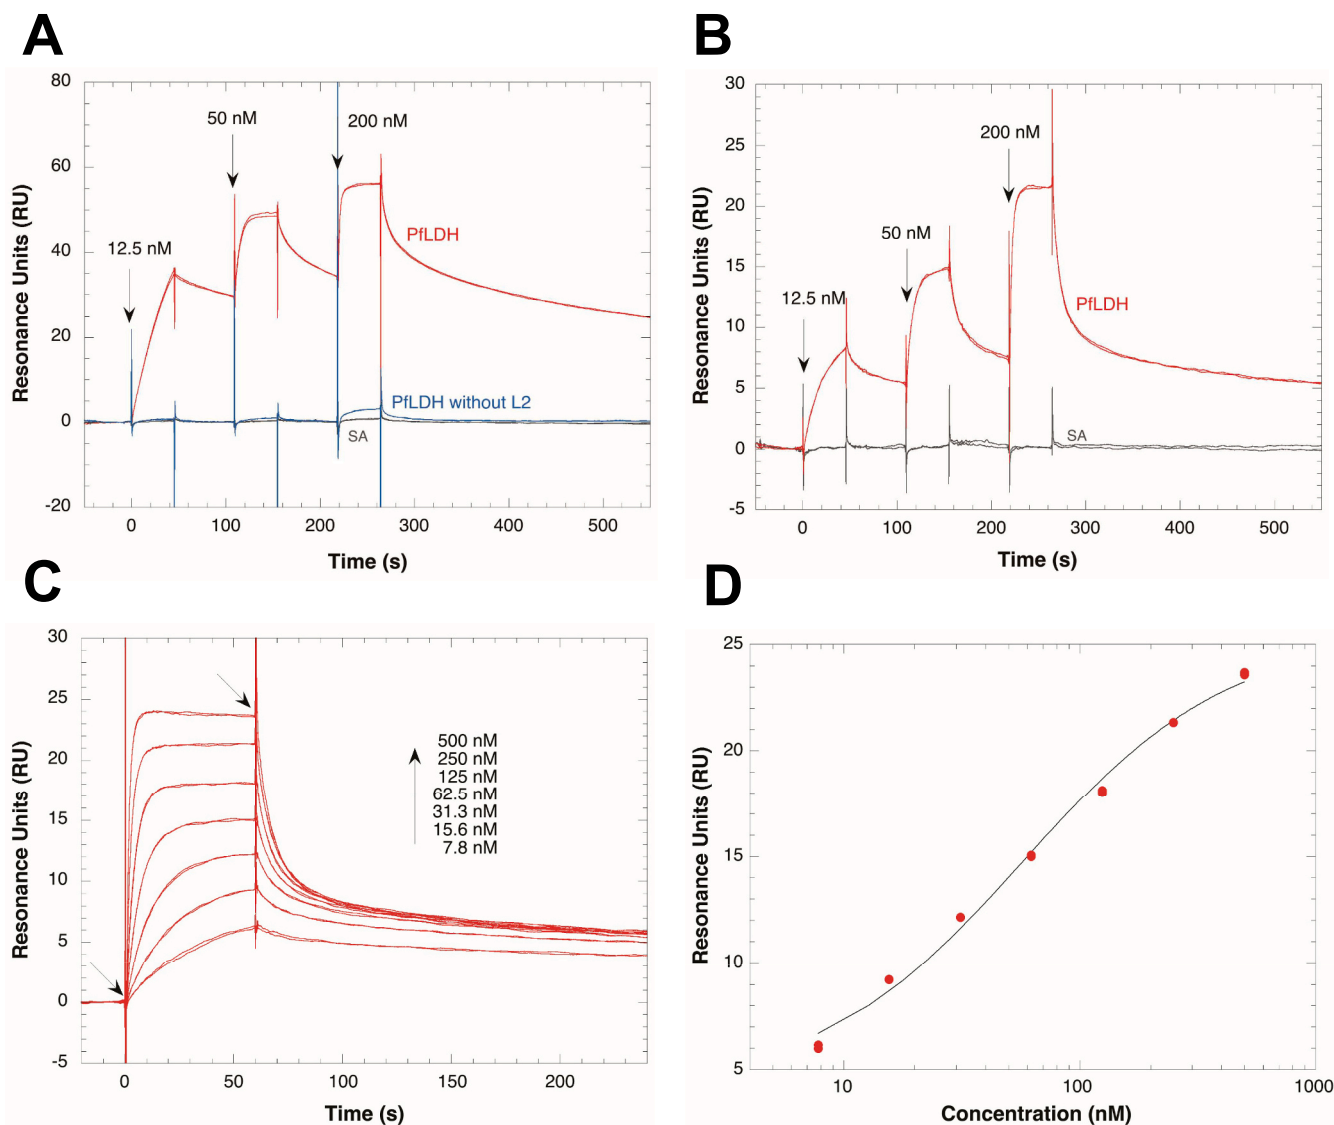 A
80
60
40
20
0
-20
Resonance Units (RU)
12.5 nM
50 nM
200 nM
PfLDH
PfLDH without L2
SA
0 100 200 300 400 500
Time (s)
B
30
25
20
15
10
5
0
-5
Resonance Units (RU)
12.5 nM
50 nM
200 nM
PfLDH
SA
0 100 200 300 400 500
Time (s)
C
30
25
20
15
10
5
0
-5
Resonance Units (RU)
500 nM
250 nM
125 nM
62.5 nM
31.3 nM
15.6 nM
7.8 nM
0 50 100 150 200
Time (s)
D
25
20
15
10
5
Resonance Units (RU)
10 100 1000
Concentration (nM)